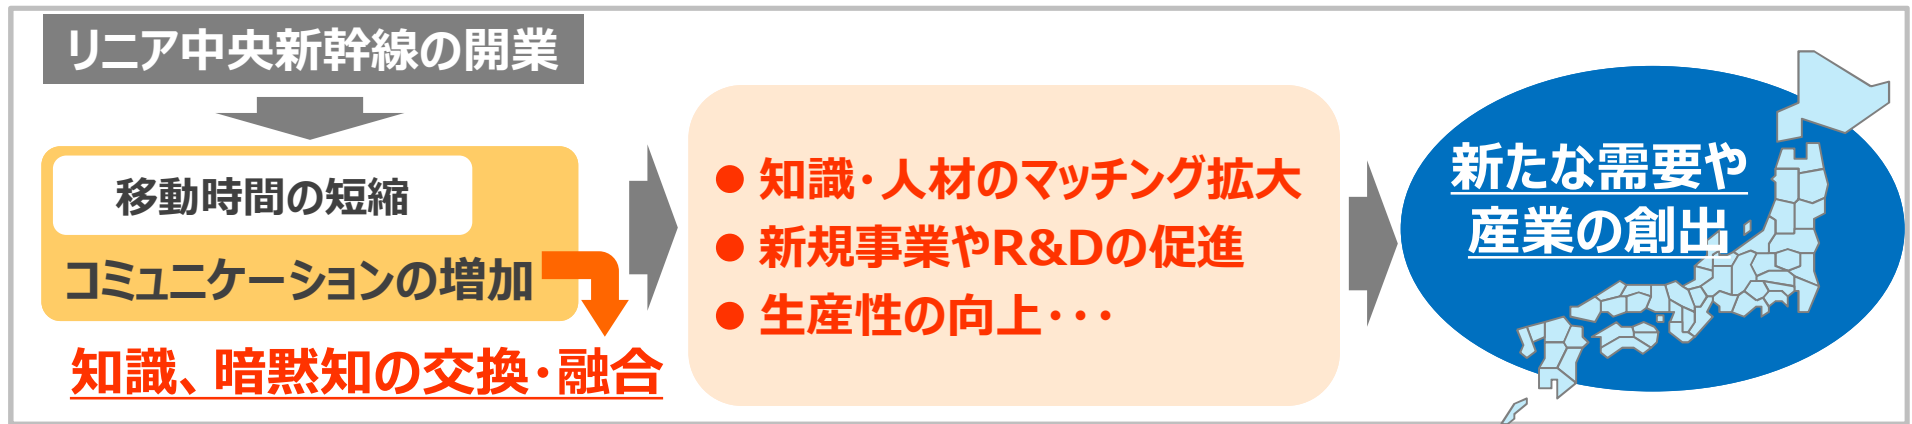 リニア中央新幹線の開業
移動時間の短縮
コミュニケーションの増加
知識、暗黙知の交換・融合
● 知識・人材のマッチング拡大
● 新規事業やR&Dの促進
● 生産性の向上・・・
新たな需要や
産業の創出